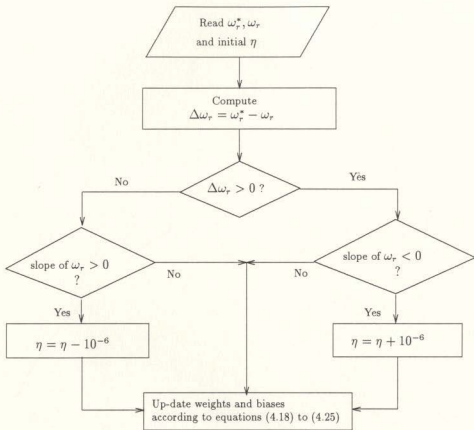 Read ω*_r, ω_r
and initial η
Compute
Δω_r = ω*_r − ω_r
No
Δω_r > 0 ?
Yes
slope of ω_r > 0
?
No
No
slope of ω_r < 0
?
Yes
Yes
η = η − 10^−6
η = η + 10^−6
Up-date weights and biases
according to equations (4.18) to (4.25)